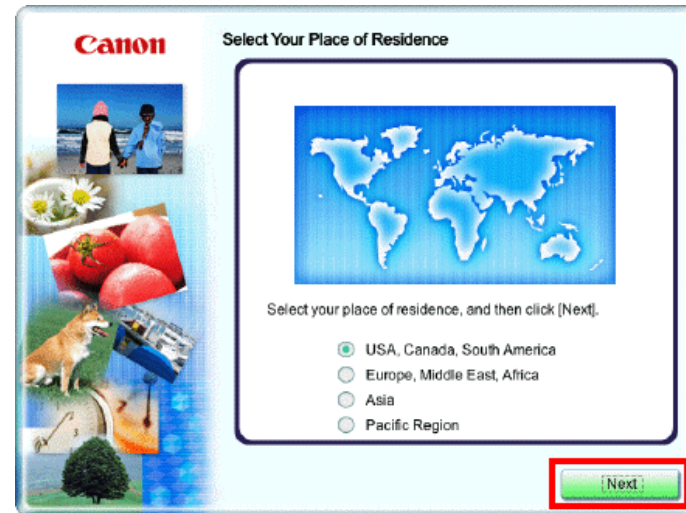 Canon
Select Your Place of Residence
Select your place of residence, and then click [Next].
USA, Canada, South America
Europe, Middle East, Africa
Asia
Pacific Region
Next